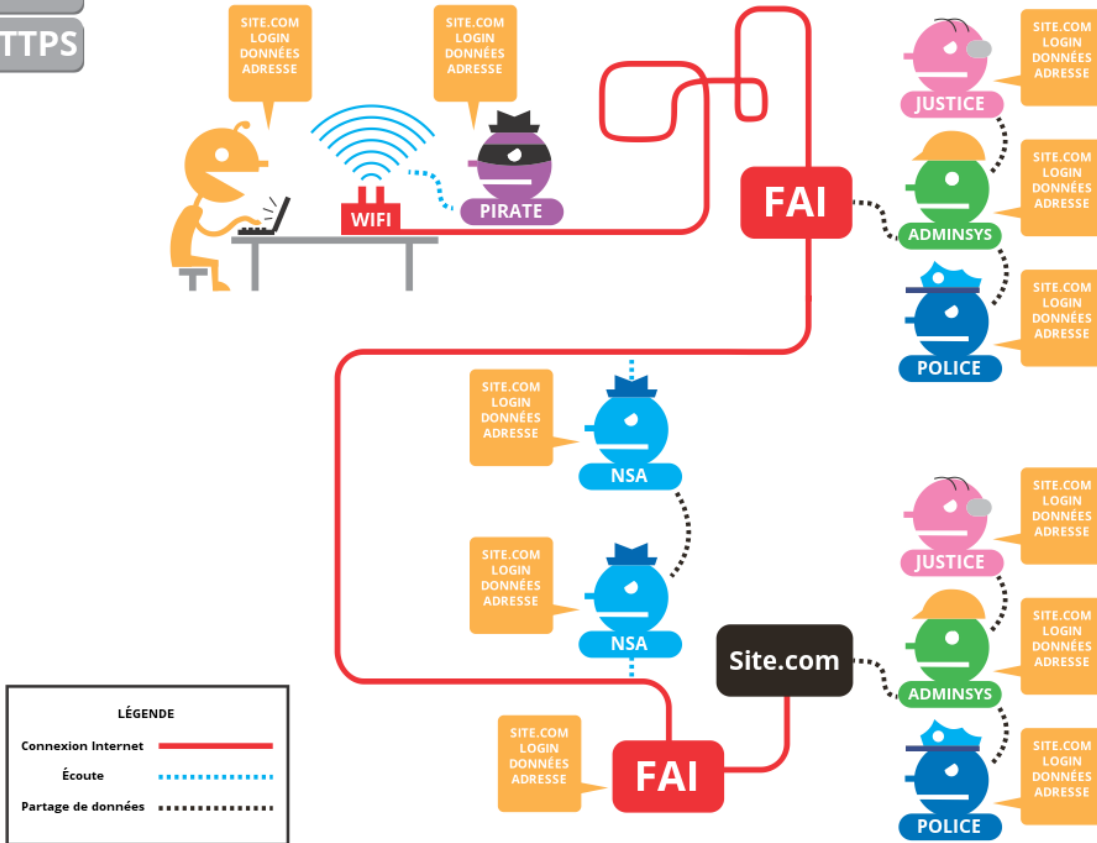 TTPS
SITE.COM
LOGIN
DONNÉES
ADRESSE
SITE.COM
LOGIN
DONNÉES
ADRESSE
WIFI
PIRATE
FAI
SITE.COM
LOGIN
DONNÉES
ADRESSE
JUSTICE
SITE.COM
LOGIN
DONNÉES
ADRESSE
ADMINSYS
SITE.COM
LOGIN
DONNÉES
ADRESSE
POLICE
SITE.COM
LOGIN
DONNÉES
ADRESSE
NSA
SITE.COM
LOGIN
DONNÉES
ADRESSE
NSA
Site.com
SITE.COM
LOGIN
DONNÉES
ADRESSE
JUSTICE
SITE.COM
LOGIN
DONNÉES
ADRESSE
ADMINSYS
SITE.COM
LOGIN
DONNÉES
ADRESSE
POLICE
SITE.COM
LOGIN
DONNÉES
ADRESSE
FAI
LÉGENDE
Connexion Internet
Écoute
Partage de données